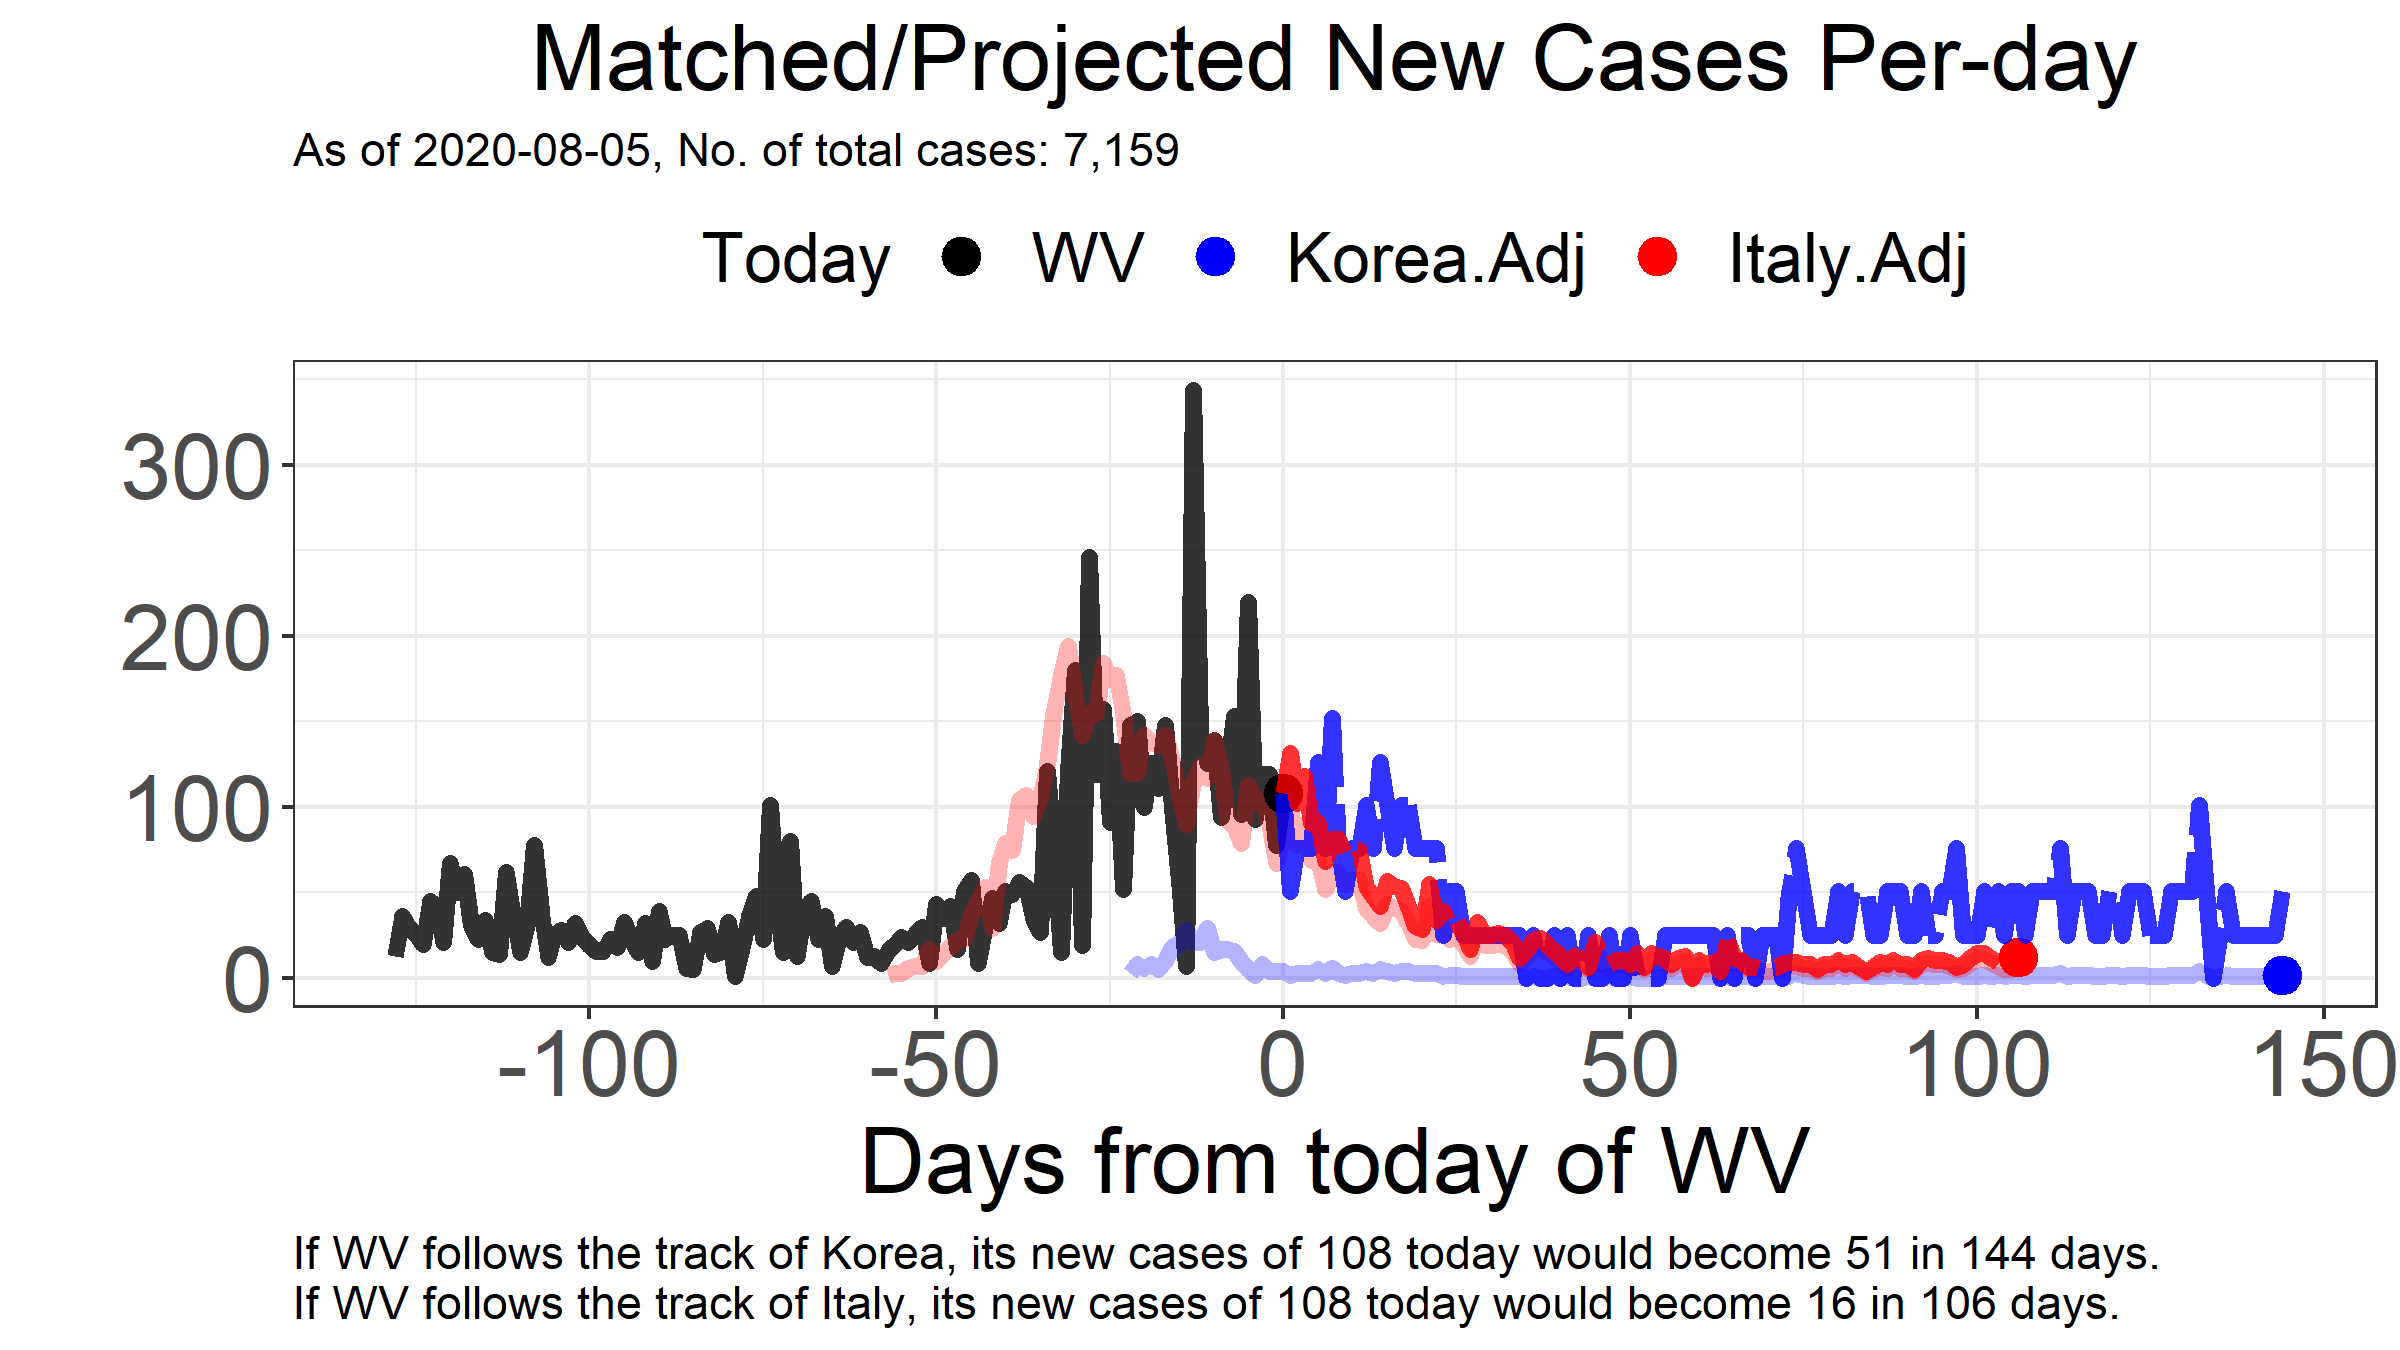 Matched/Projected New Cases Per-day
As of 2020-08-05, No. of total cases: 7,159
Today WV Korea.Adj Italy.Adj
300
200
100
0
-100 -50 0 50 100 150
Days from today of WV
If WV follows the track of Korea, its new cases of 108 today would become 51 in 144 days.
If WV follows the track of Italy, its new cases of 108 today would become 16 in 106 days.